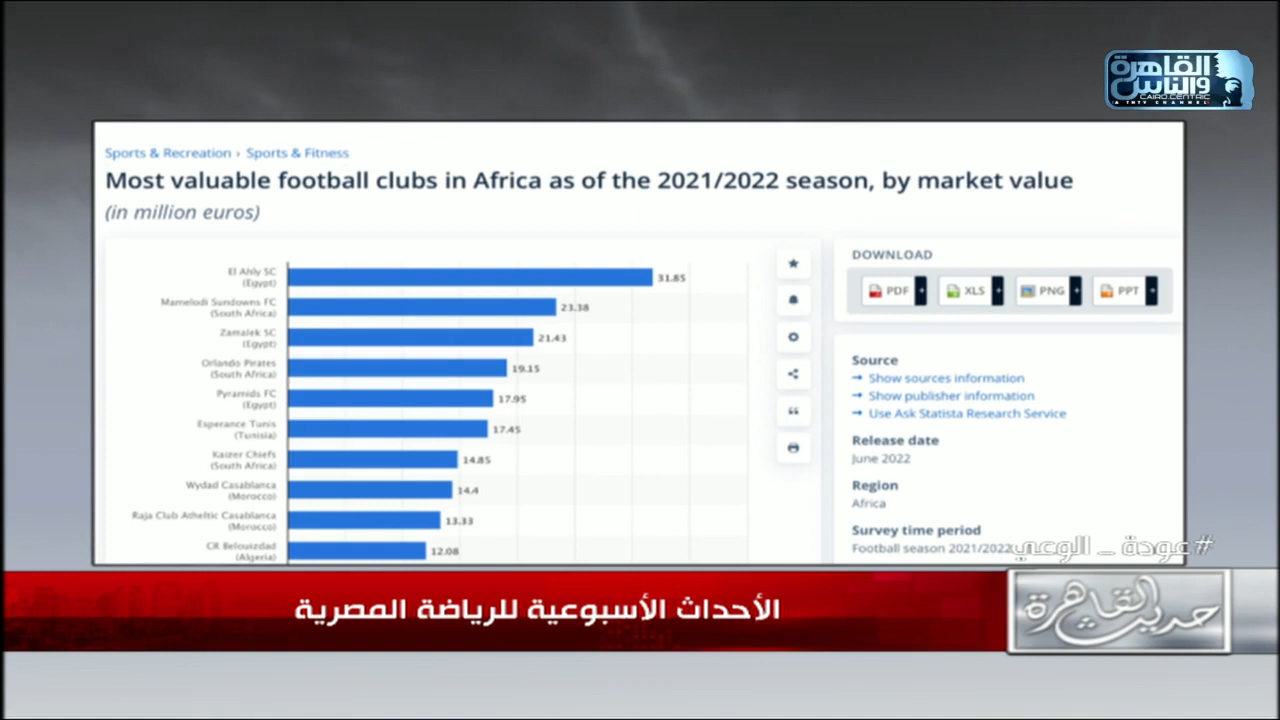 القاهرة
والناس
CAIRO.CENTRIC
A TNTV CHANNEL
Sports & Recreation › Sports & Fitness
Most valuable football clubs in Africa as of the 2021/2022 season, by market value
(in million euros)
El Ahly SC
(Egypt)
31.85
Mamelodi Sundowns FC
(South Africa)
23.38
Zamalek SC
(Egypt)
21.43
Orlando Pirates
(South Africa)
19.15
Pyramids FC
(Egypt)
17.95
Esperance Tunis
(Tunisia)
17.45
Kaizer Chiefs
(South Africa)
14.85
Wydad Casablanca
(Morocco)
14.4
Raja Club Atheltic Casablanca
(Morocco)
13.33
CR Belouizdad
(Algeria)
12.08
DOWNLOAD
PDF + XLS + PNG + PPT +
Source
→ Show sources information
→ Show publisher information
→ Use Ask Statista Research Service
Release date
June 2022
Region
Africa
Survey time period
Football season 2021/2022
#عودة _ الوعي
الأحداث الأسبوعية للرياضة المصرية
حديث القاهرة